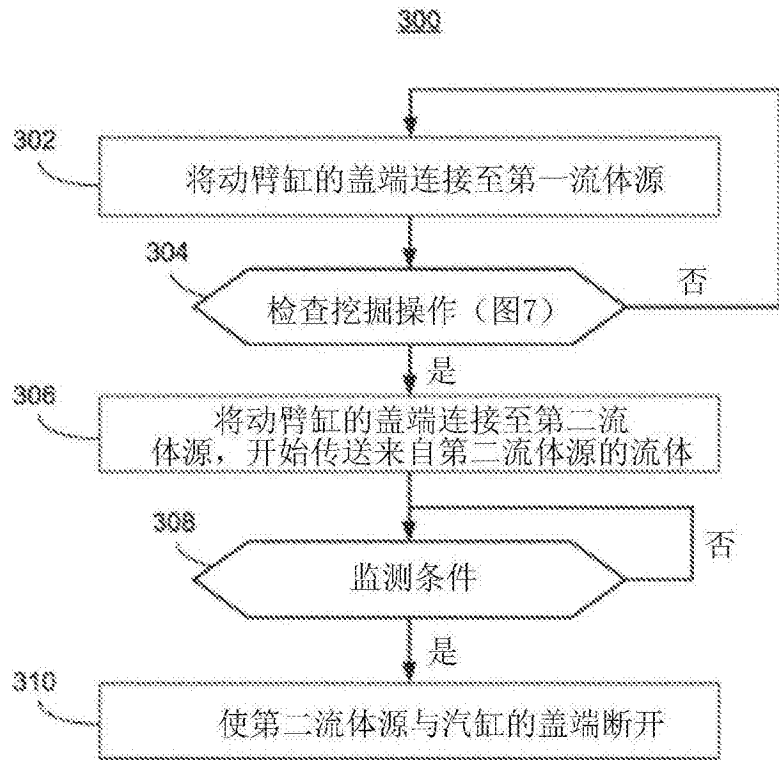 300
302
将动臂缸的盖端连接至第一流体源
304
检查挖掘操作（图7）
否
是
306
将动臂缸的盖端连接至第二流
体源，开始传送来自第二流体源的流体
308
监测条件
否
是
310
使第二流体源与汽缸的盖端断开